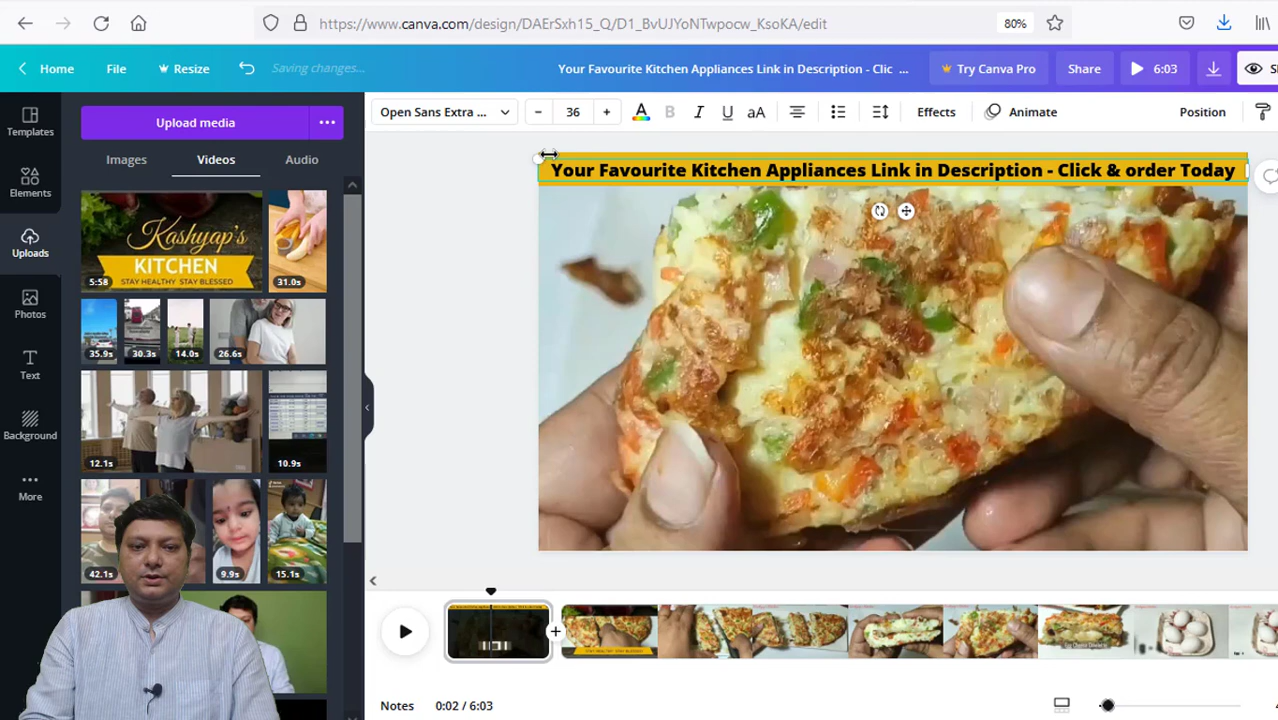 https://www.canva.com/design/DAErSxh15_Q/D1_BvUJYoNTwpocw_KsoKA/edit
80%
Home
File
Resize
Saving changes...
Your Favourite Kitchen Appliances Link in Description - Clic ...
Try Canva Pro
Share
6:03
Templates
Elements
Uploads
Photos
Text
Background
More
Upload media
Images
Videos
Audio
Kashyap's
KITCHEN
STAY HEALTHY STAY BLESSED
5:58
31.0s
35.9s
30.3s
14.0s
26.6s
12.1s
10.9s
42.1s
9.9s
15.1s
Open Sans Extra ...
36
A
B
I
U
aA
Effects
Animate
Position
Your Favourite Kitchen Appliances Link in Description - Click & order Today
Notes
0:02 / 6:03